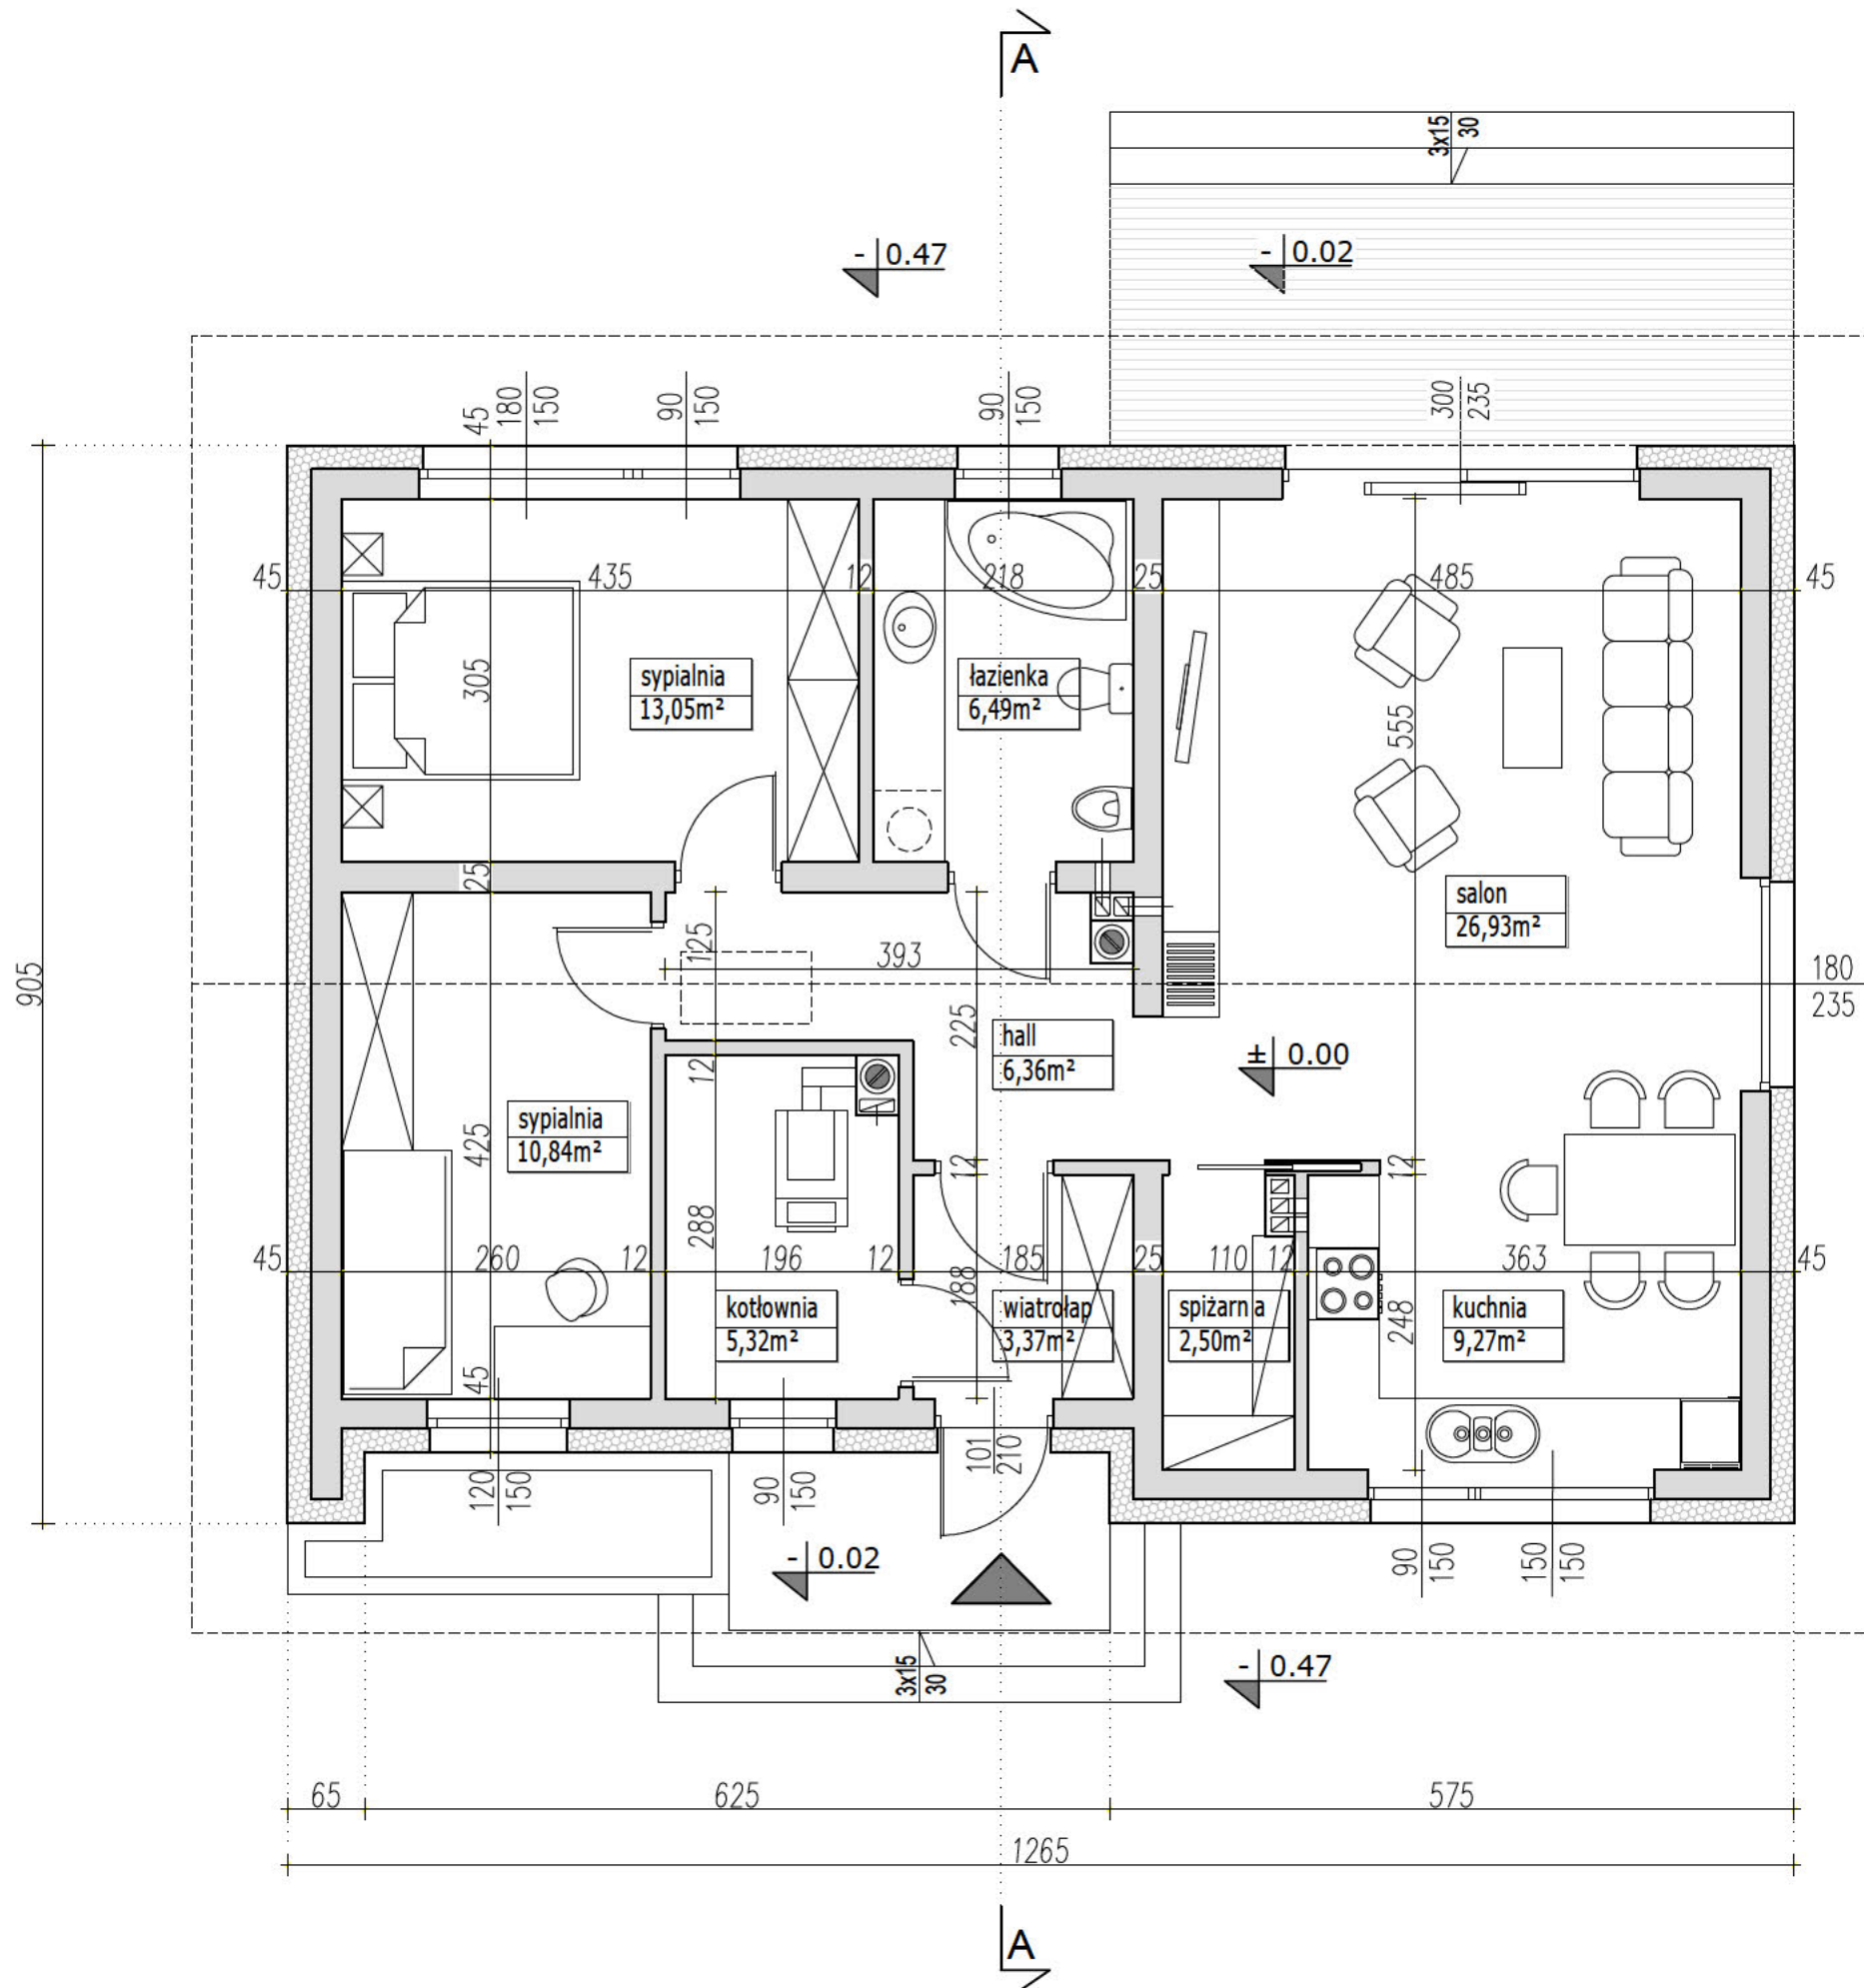 A
3x15
30
- 0.47
- 0.02
45
180
150
90
150
90
150
300
235
45
435
12
218
25
485
45
305
sypialnia
13,05m²
łazienka
6,49m²
555
salon
26,93m²
25
125
393
905
225
hall
6,36m²
± 0.00
180
235
12
sypialnia
10,84m²
425
288
12
12
45
260
12
196
12
185
25
110
12
363
45
188
248
kotłownia
5,32m²
wiatrołap
3,37m²
spiżarnia
2,50m²
kuchnia
9,27m²
45
120
150
90
150
101
210
90
150
150
150
- 0.02
3x15
30
- 0.47
65
625
575
1265
A